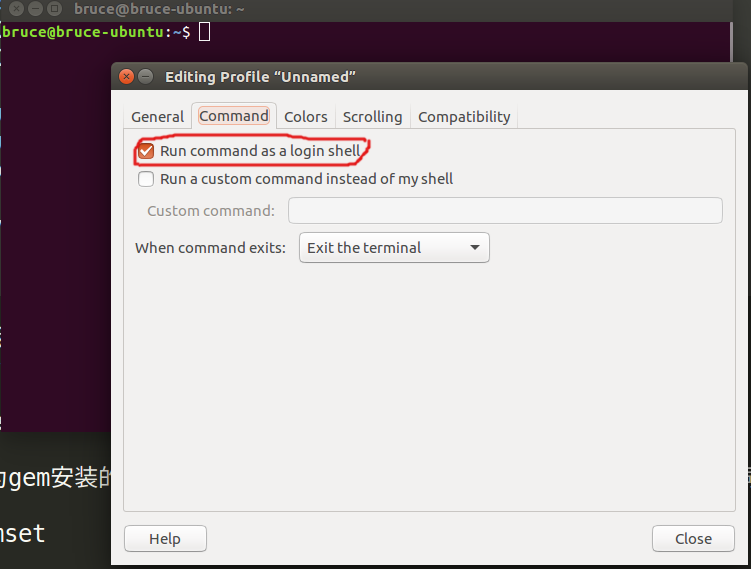 bruce@bruce-ubuntu: ~
bruce@bruce-ubuntu:~$
Editing Profile “Unnamed”
General Command Colors Scrolling Compatibility
Run command as a login shell
Run a custom command instead of my shell
Custom command:
When command exits: Exit the terminal
gem安装的
set
Help Close